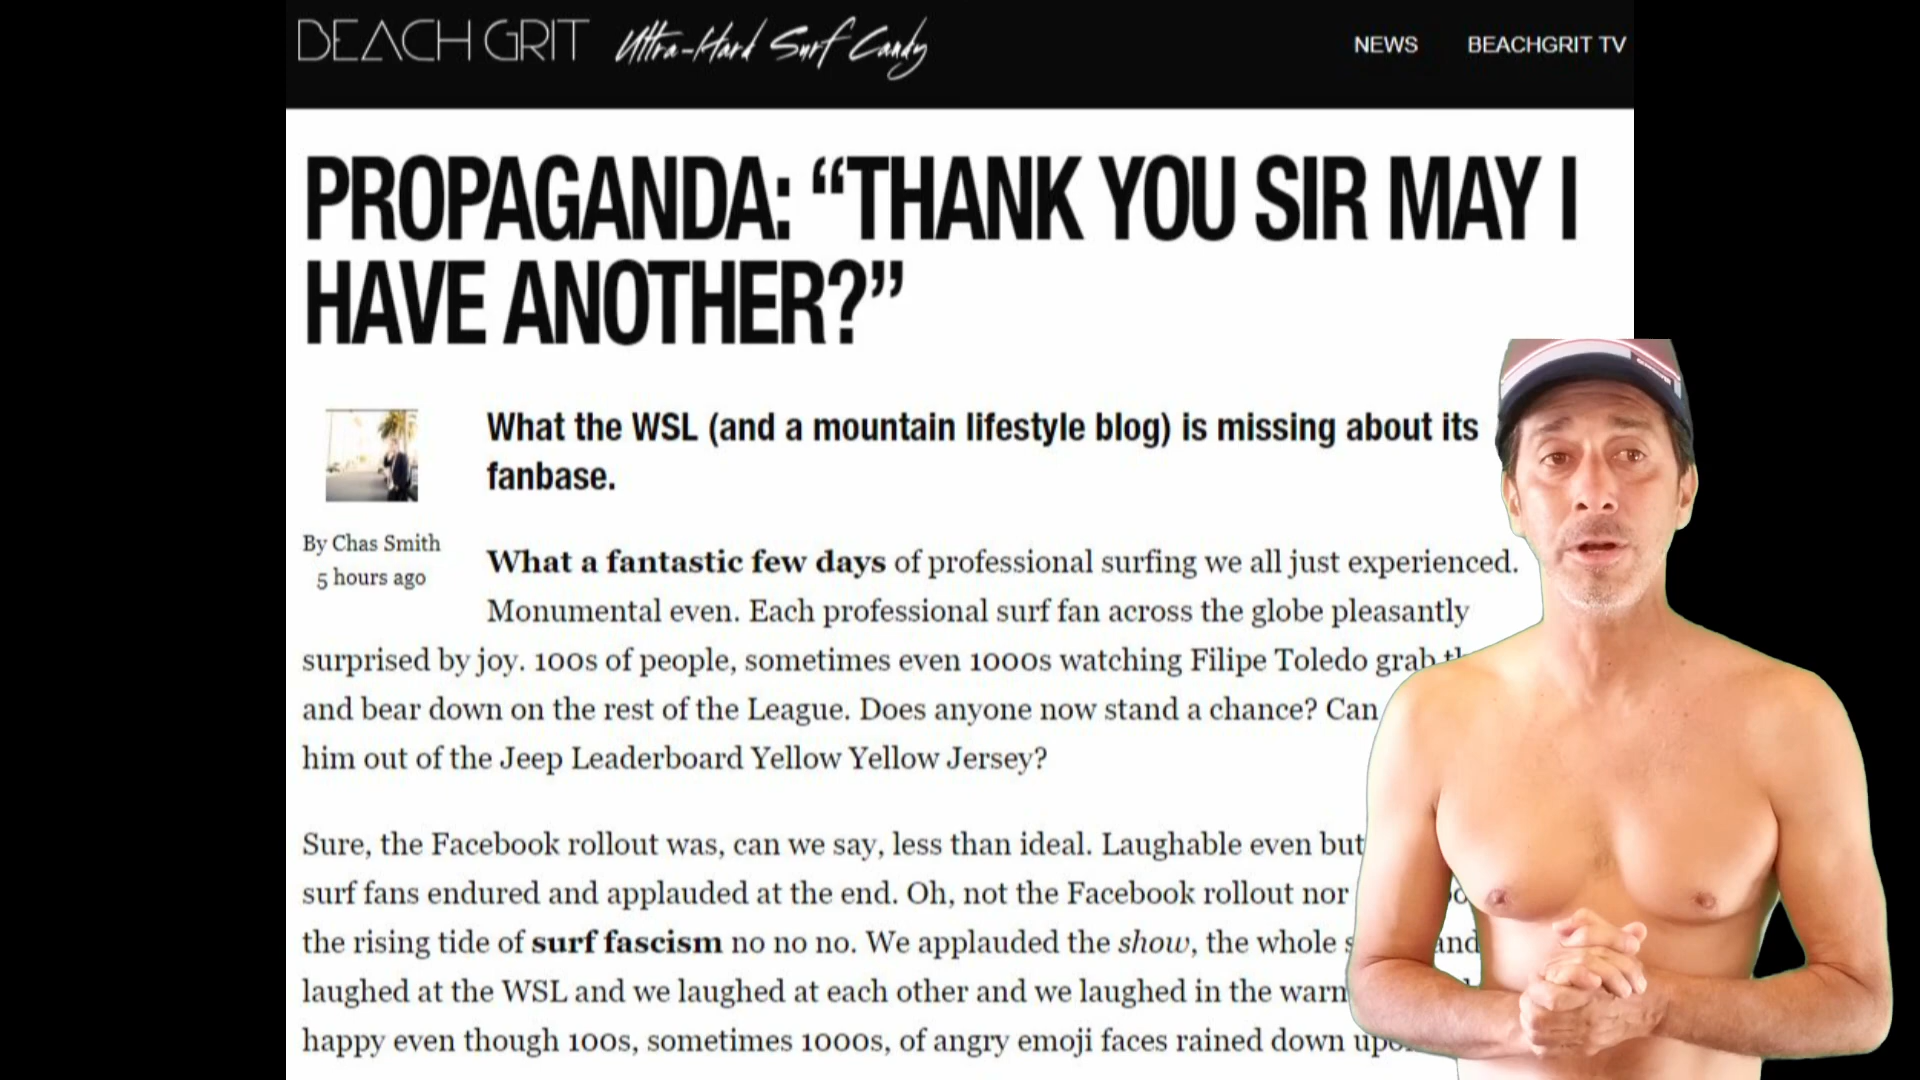 BEACH GRIT Ultra-Hard Surf Candy NEWS BEACHGRIT TV
PROPAGANDA: “THANK YOU SIR MAY I
HAVE ANOTHER?”
What the WSL (and a mountain lifestyle blog) is missing about its
fanbase.
By Chas Smith
5 hours ago
What a fantastic few days of professional surfing we all just experienced.
Monumental even. Each professional surf fan across the globe pleasantly
surprised by joy. 100s of people, sometimes even 1000s watching Filipe Toledo grab
and bear down on the rest of the League. Does anyone now stand a chance? Can
him out of the Jeep Leaderboard Yellow Yellow Jersey?
Sure, the Facebook rollout was, can we say, less than ideal. Laughable even but
surf fans endured and applauded at the end. Oh, not the Facebook rollout nor
the rising tide of surf fascism no no no. We applauded the show, the whole and
laughed at the WSL and we laughed at each other and we laughed in the
happy even though 100s, sometimes 1000s, of angry emoji faces rained down